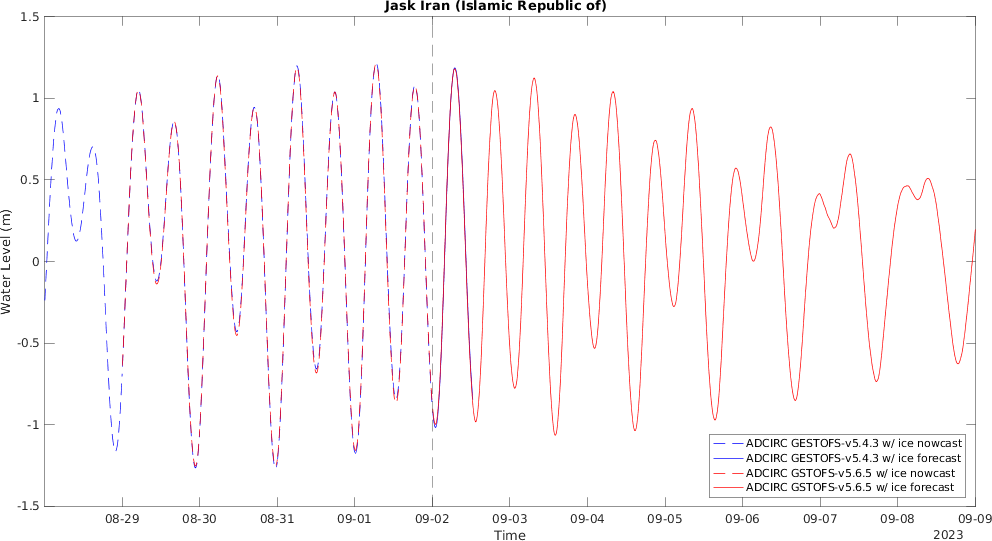 Jask Iran (Islamic Republic of)
1.5
1
0.5
0
-0.5
-1
-1.5
Water Level (m)
08-29 08-30 08-31 09-01 09-02 09-03 09-04 09-05 09-06 09-07 09-08 09-09
Time
2023
ADCIRC GESTOFS-v5.4.3 w/ ice nowcast
ADCIRC GESTOFS-v5.4.3 w/ ice forecast
ADCIRC GSTOFS-v5.6.5 w/ ice nowcast
ADCIRC GSTOFS-v5.6.5 w/ ice forecast